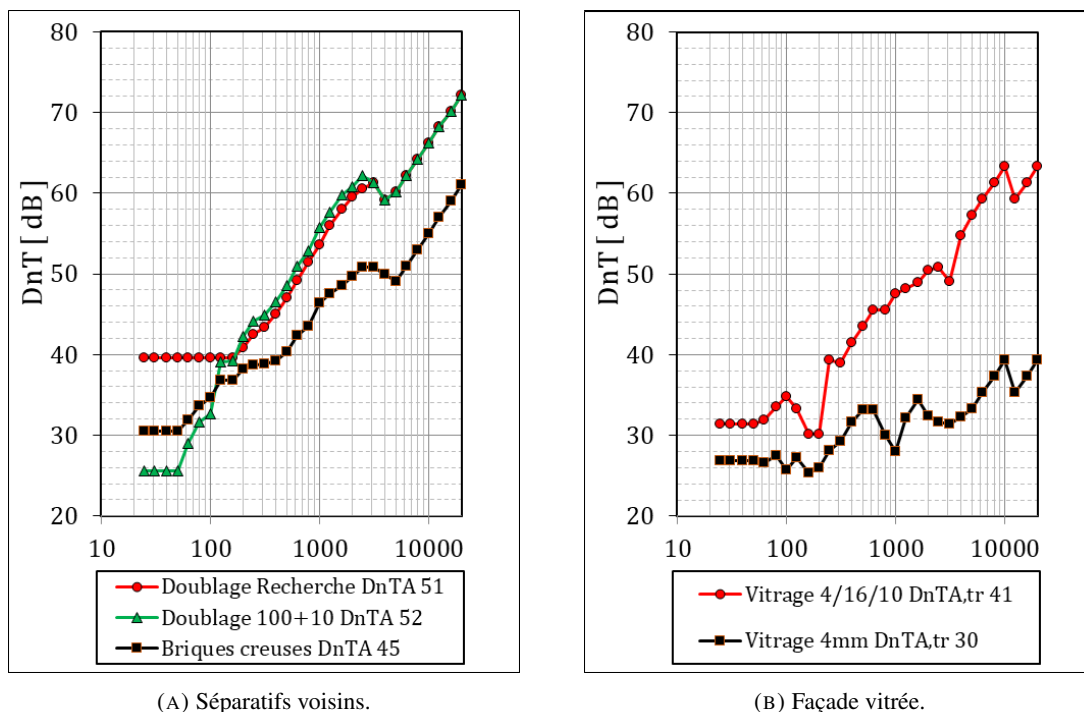 80
70
60
50
40
30
20
DnT [ dB]
10 100 1000 10000
Doublage Recherche DnTA 51
Doublage 100+10 DnTA 52
Briques creuses DnTA 45
(A) Séparatifs voisins.
80
70
60
50
40
30
20
DnT [ dB]
10 100 1000 10000
Vitrage 4/16/10 DnTA,tr 41
Vitrage 4mm DnTA,tr 30
(B) Façade vitrée.